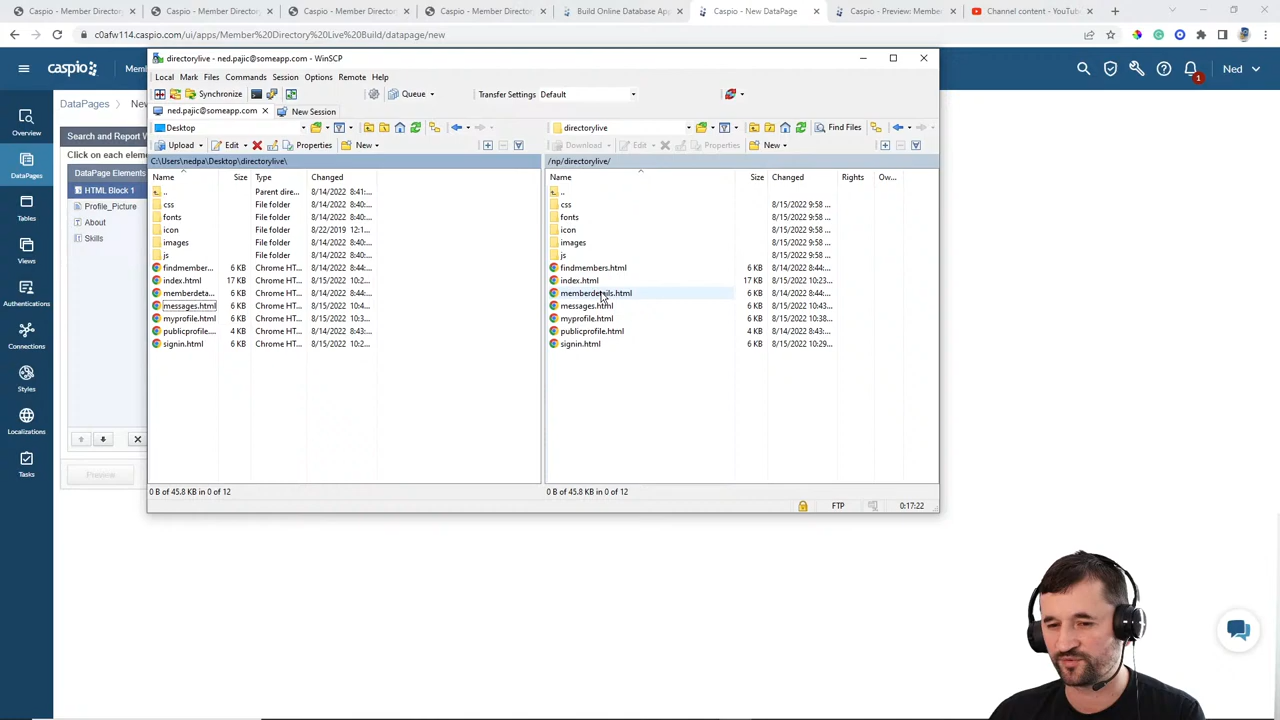 Caspio - Member Director
Caspio - Member Directory
Caspio - Member Directory
Caspio - Member Directory
Build Online Database App
Caspio - New DataPage
Caspio - Preview: Member
Channel content - YouTube
c0afw114.caspio.com/ui/apps/Member%20Directory%20Live%20Build/datapage/new
caspio
Ned
1
DataPages
Search and Report W
Click on each elem
DataPage Elements
HTML Block 1
Profile_Picture
About
Skills
Preview
Overview
DataPages
Tables
Views
Authentications
Connections
Styles
Localizations
Tasks
directorylive - ned.pajic@someapp.com - WinSCP
Local Mark Files Commands Session Options Remote Help
Synchronize Queue Transfer Settings Default
ned.pajic@someapp.com New Session
Desktop
Upload Edit Properties New
C:\Users\nedpa\Desktop\directorylive\
Name Size Type Changed
.. Parent dire... 8/14/2022 8:41:...
css File folder 8/14/2022 8:40:...
fonts File folder 8/14/2022 8:40:...
icon File folder 8/22/2019 12:1...
images File folder 8/14/2022 8:40:...
js File folder 8/14/2022 8:40:...
findmember... 6 KB Chrome HT... 8/14/2022 8:44:...
index.html 17 KB Chrome HT... 8/15/2022 10:2...
memberdeta... 6 KB Chrome HT... 8/14/2022 8:44:...
messages.html 6 KB Chrome HT... 8/15/2022 10:4...
myprofile.html 6 KB Chrome HT... 8/15/2022 10:3...
publicprofile.... 4 KB Chrome HT... 8/14/2022 8:43:...
signin.html 6 KB Chrome HT... 8/15/2022 10:2...
0 B of 45.8 KB in 0 of 12
directorylive Find Files
Download Edit Properties New
/np/directorylive/
Name Size Changed Rights Ow...
..
css 8/15/2022 9:58 ...
fonts 8/15/2022 9:58 ...
icon 8/15/2022 9:58 ...
images 8/15/2022 9:58 ...
js 8/15/2022 9:58 ...
findmembers.html 6 KB 8/14/2022 8:44:...
index.html 17 KB 8/15/2022 10:23...
memberdetails.html 6 KB 8/14/2022 8:44:...
messages.html 6 KB 8/15/2022 10:43...
myprofile.html 6 KB 8/15/2022 10:38...
publicprofile.html 4 KB 8/14/2022 8:43:...
signin.html 6 KB 8/15/2022 10:29...
0 B of 45.8 KB in 0 of 12
FTP 0:17:22